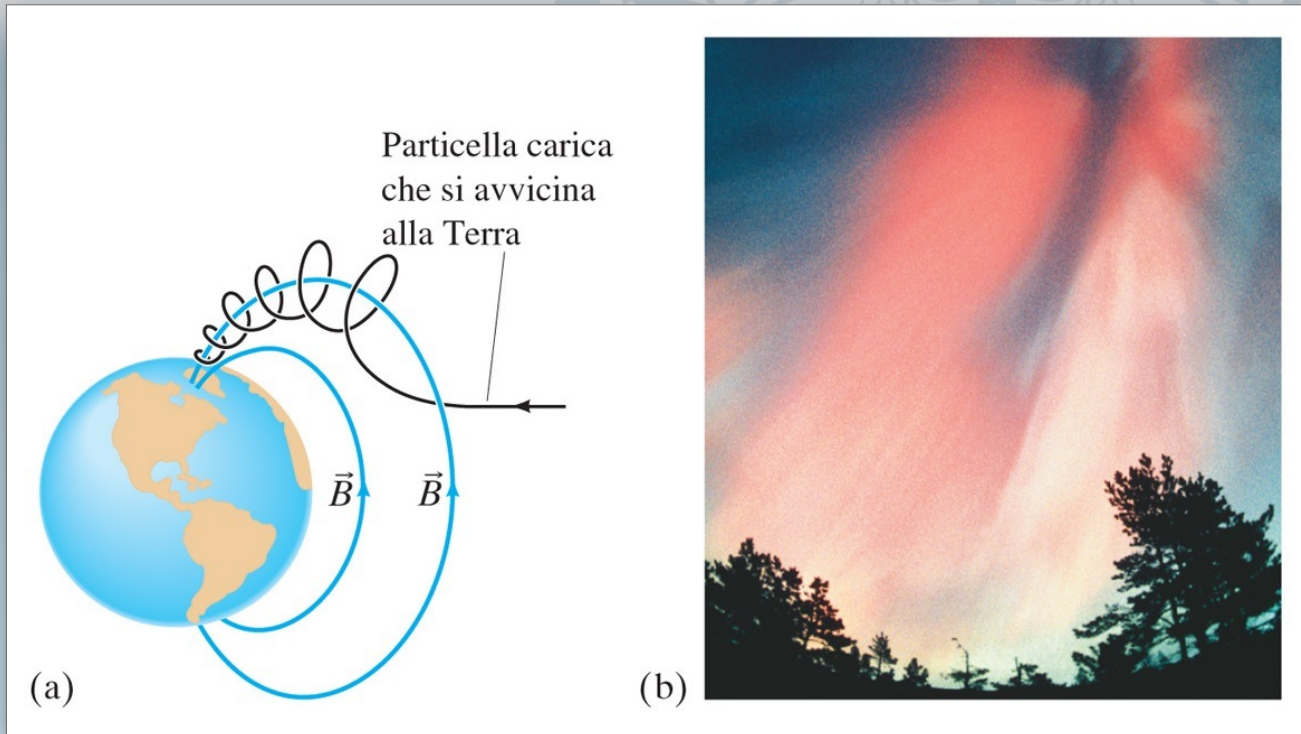 Particella carica
che si avvicina
alla Terra
B⃗
B⃗
(a)
(b)